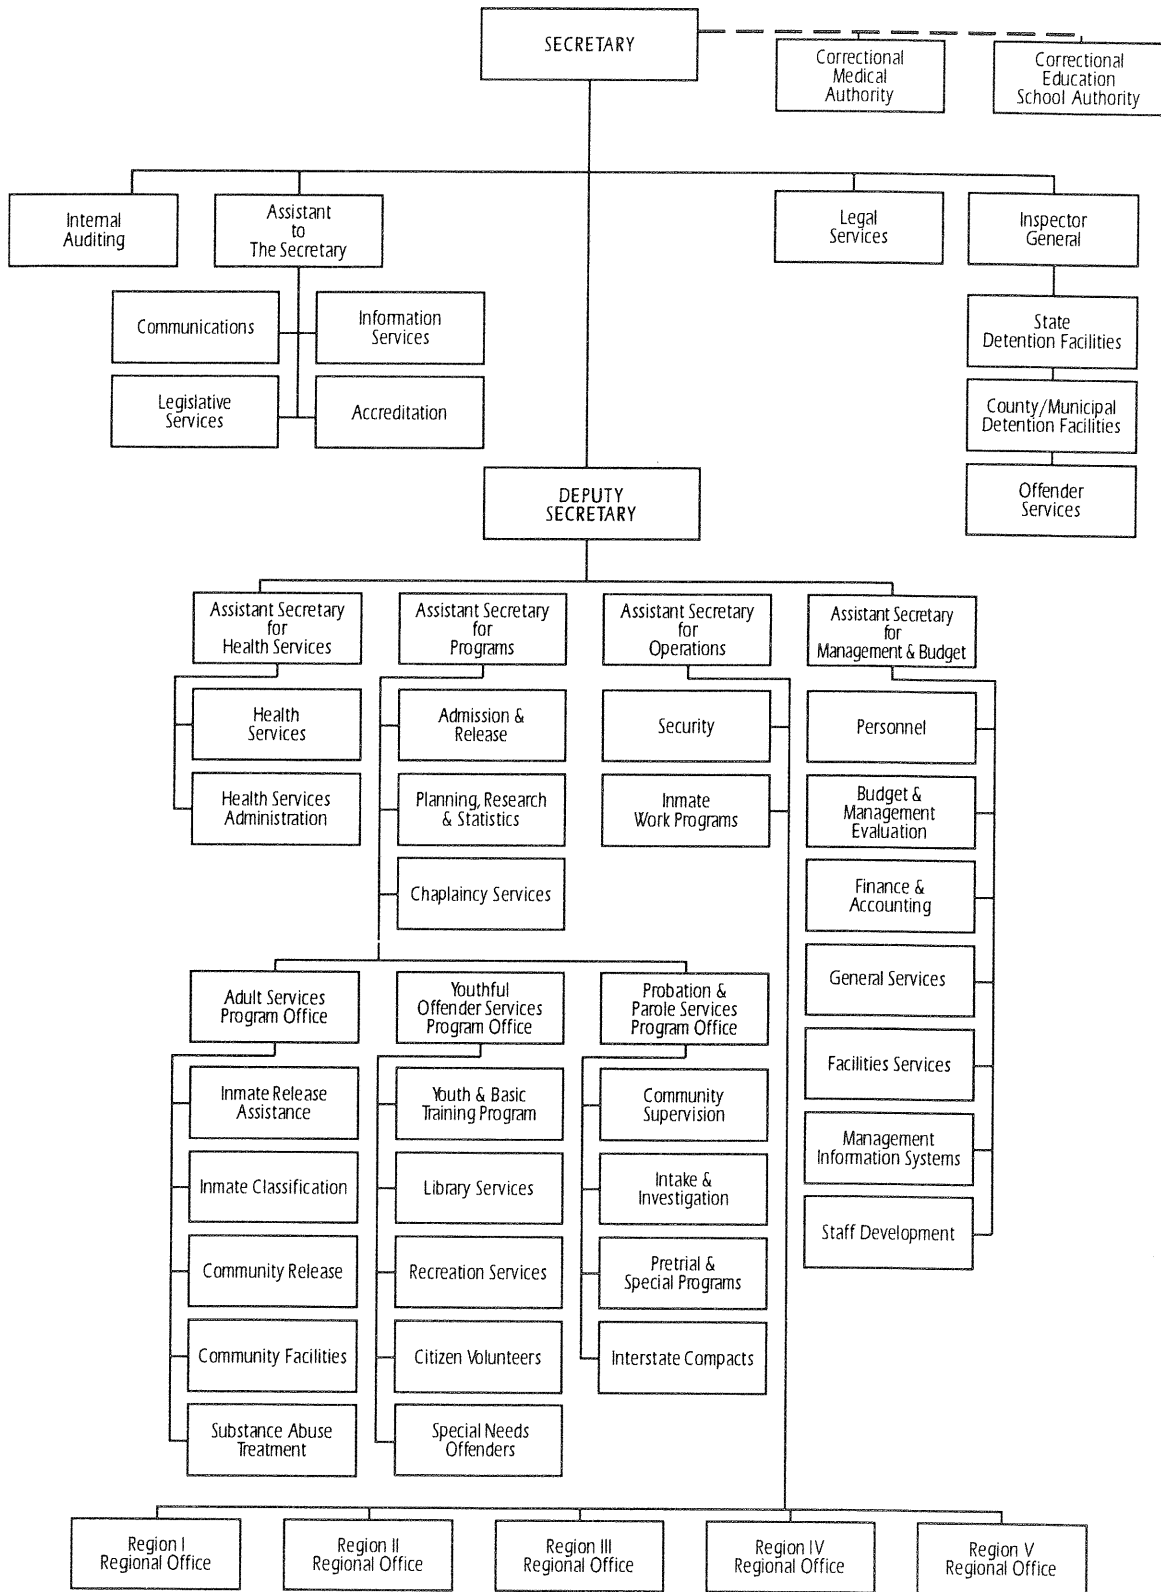 SECRETARY
Correctional
Medical
Authority
Correctional
Education
School Authority
Internal
Auditing
Assistant
to
The Secretary
Legal
Services
Inspector
General
Communications
Information
Services
Legislative
Services
Accreditation
State
Detention Facilities
County/Municipal
Detention Facilities
Offender
Services
DEPUTY
SECRETARY
Assistant Secretary
for
Health Services
Assistant Secretary
for
Programs
Assistant Secretary
for
Operations
Assistant Secretary
for
Management & Budget
Health
Services
Health Services
Administration
Admission &
Release
Planning, Research
& Statistics
Chaplaincy Services
Security
Inmate
Work Programs
Personnel
Budget &
Management
Evaluation
Finance &
Accounting
General Services
Facilities Services
Management
Information Systems
Staff Development
Adult Services
Program Office
Youthful
Offender Services
Program Office
Probation &
Parole Services
Program Office
Inmate Release
Assistance
Inmate Classification
Community Release
Community Facilities
Substance Abuse
Treatment
Youth & Basic
Training Program
Library Services
Recreation Services
Citizen Volunteers
Special Needs
Offenders
Community
Supervision
Intake &
Investigation
Pretrial &
Special Programs
Interstate Compacts
Region I
Regional Office
Region II
Regional Office
Region III
Regional Office
Region IV
Regional Office
Region V
Regional Office